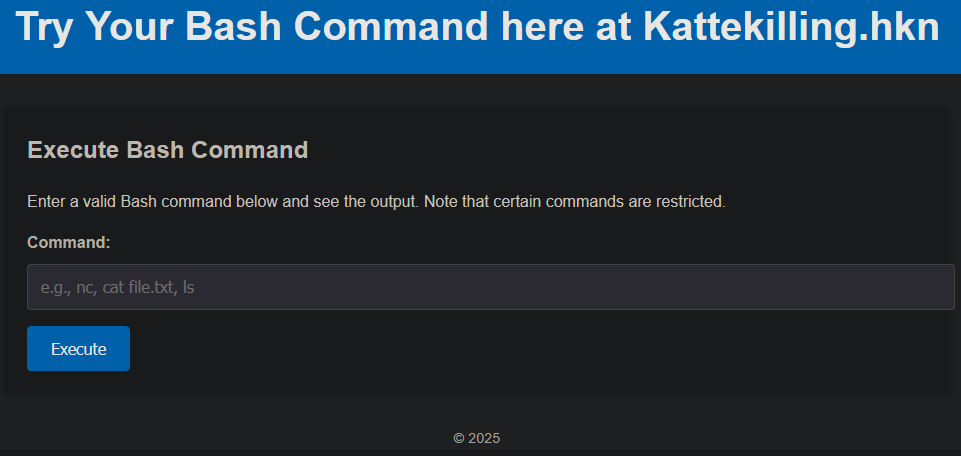 Try Your Bash Command here at Kattekilling.hkn
Execute Bash Command
Enter a valid Bash command below and see the output. Note that certain commands are restricted.
Command:
e.g., nc, cat file.txt, ls
Execute
© 2025